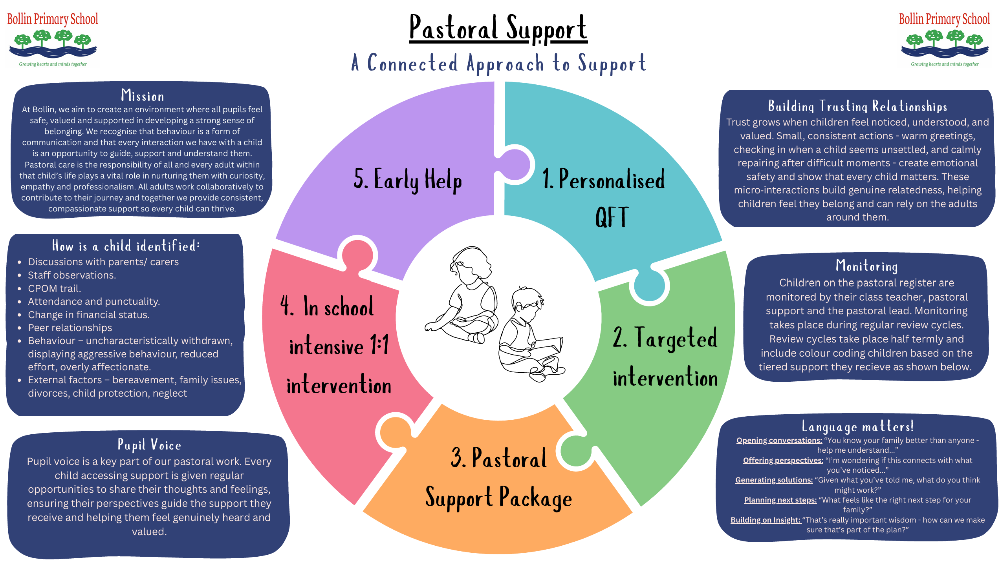 Bollin Primary School
Growing hearts and minds together
Pastoral Support
A Connected Approach to Support
Bollin Primary School
Growing hearts and minds together
Mission
At Bollin, we aim to create an environment where all pupils feel
safe, valued and supported in developing a strong sense of
belonging. We recognise that behaviour is a form of
communication and that every interaction we have with a child
is an opportunity to guide, support and understand them.
Pastoral care is the responsibility of all and every adult within
that child's life plays a vital role in nurturing them with curiosity,
empathy and professionalism. All adults work collaboratively to
contribute to their journey and together we provide consistent,
compassionate support so every child can thrive.
How is a child identified:
• Discussions with parents/ carers
• Staff observations.
• CPOM trail.
• Attendance and punctuality.
• Change in financial status.
• Peer relationships
• Behaviour – uncharacteristically withdrawn,
displaying aggressive behaviour, reduced
effort, overly affectionate.
• External factors – bereavement, family issues,
divorces, child protection, neglect
Pupil Voice
Pupil voice is a key part of our pastoral work. Every
child accessing support is given regular
opportunities to share their thoughts and feelings,
ensuring their perspectives guide the support they
receive and helping them feel genuinely heard and
valued.
1. Personalised
QFT
2. Targeted
intervention
3. Pastoral
Support Package
4. In school
intensive 1:1
intervention
5. Early Help
Building Trusting Relationships
Trust grows when children feel noticed, understood, and
valued. Small, consistent actions - warm greetings,
checking in when a child seems unsettled, and calmly
repairing after difficult moments - create emotional
safety and show that every child matters. These
micro-interactions build genuine relatedness, helping
children feel they belong and can rely on the adults
around them.
Monitoring
Children on the pastoral register are
monitored by their class teacher, pastoral
support and the pastoral lead. Monitoring
takes place during regular review cycles.
Review cycles take place half termly and
include colour coding children based on the
tiered support they recieve as shown below.
Language matters!
Opening conversations: “You know your family better than anyone -
help me understand...”
Offering perspectives: “I’m wondering if this connects with what
you’ve noticed...”
Generating solutions: “Given what you’ve told me, what do you think
might work?”
Planning next steps: “What feels like the right next step for your
family?”
Building on Insight: “That’s really important wisdom - how can we make
sure that’s part of the plan?”